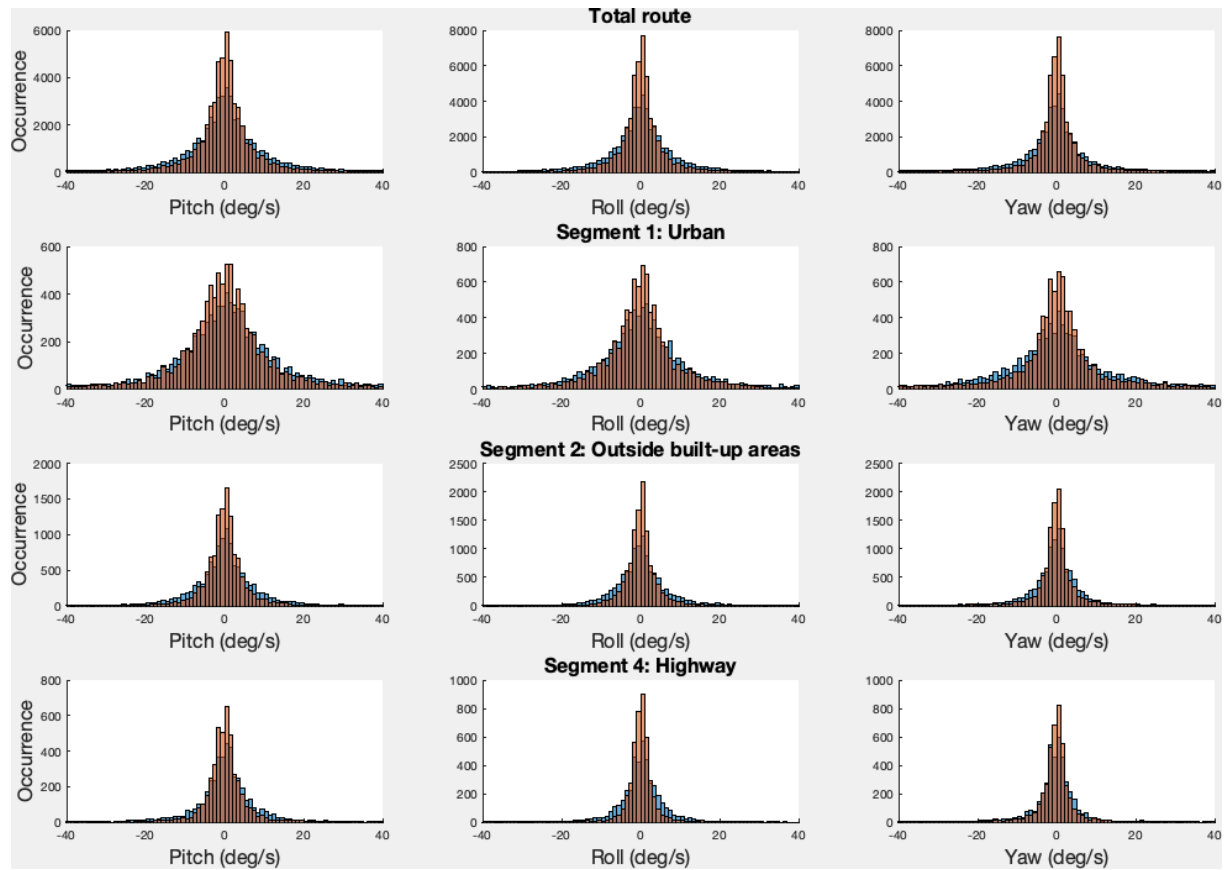 Total route
6000 4000 2000 0
8000 6000 4000 2000 0
8000 6000 4000 2000 0
Occurrence
-40 -20 0 20 40
-40 -20 0 20 40
-40 -20 0 20 40
Pitch (deg/s) Roll (deg/s) Yaw (deg/s)
Segment 1: Urban
600 400 200 0
800 600 400 200 0
800 600 400 200 0
Occurrence
-40 -20 0 20 40
-40 -20 0 20 40
-40 -20 0 20 40
Pitch (deg/s) Roll (deg/s) Yaw (deg/s)
Segment 2: Outside built-up areas
2000 1500 1000 500 0
2500 2000 1500 1000 500 0
2500 2000 1500 1000 500 0
Occurrence
-40 -20 0 20 40
-40 -20 0 20 40
-40 -20 0 20 40
Pitch (deg/s) Roll (deg/s) Yaw (deg/s)
Segment 4: Highway
800 600 400 200 0
1000 800 600 400 200 0
1000 800 600 400 200 0
Occurrence
-40 -20 0 20 40
-40 -20 0 20 40
-40 -20 0 20 40
Pitch (deg/s) Roll (deg/s) Yaw (deg/s)